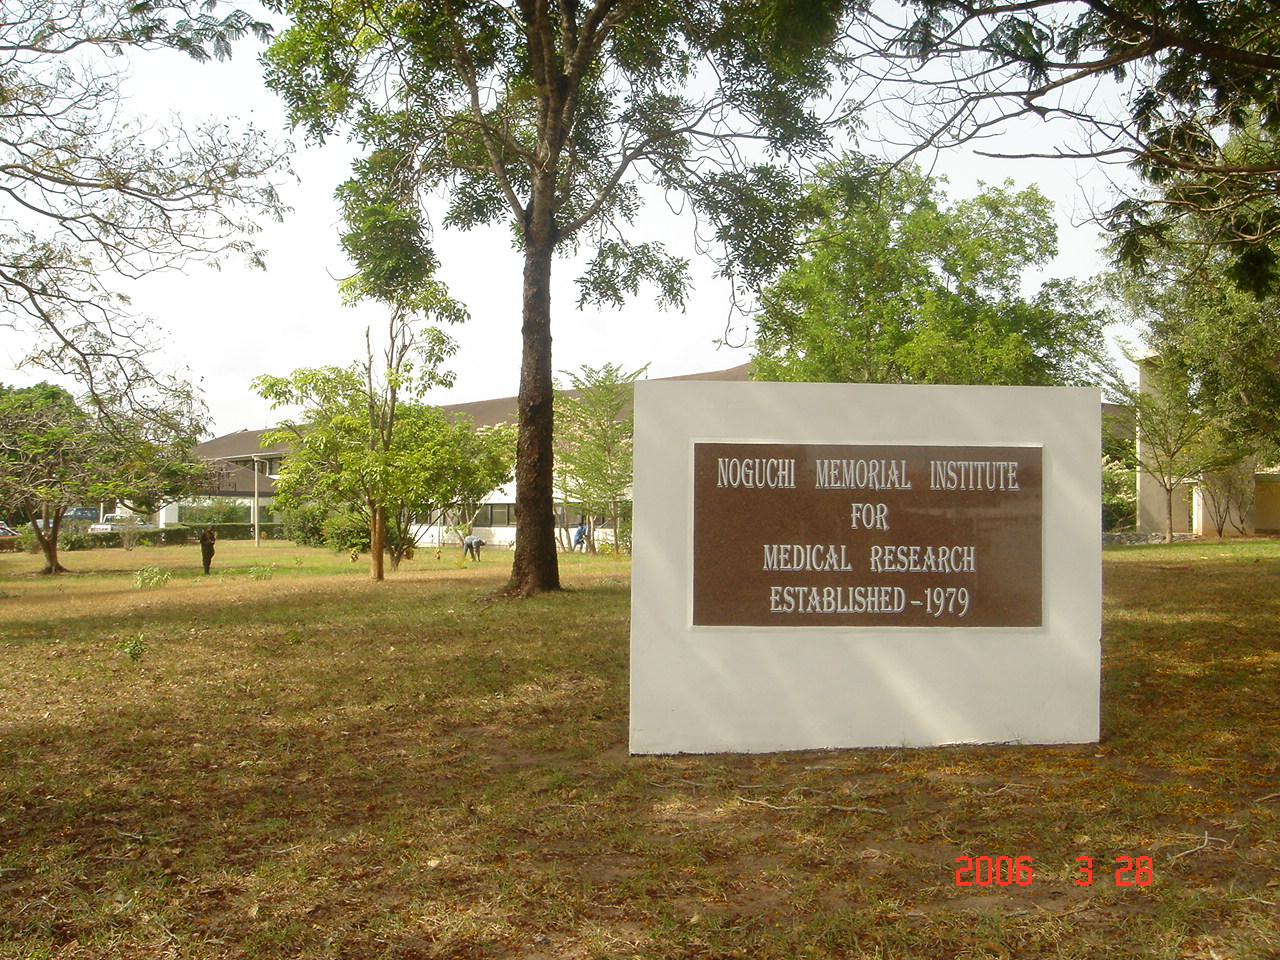 NOGUCHI MEMORIAL INSTITUTE
FOR
MEDICAL RESEARCH
ESTABLISHED - 1979
2006 3 28